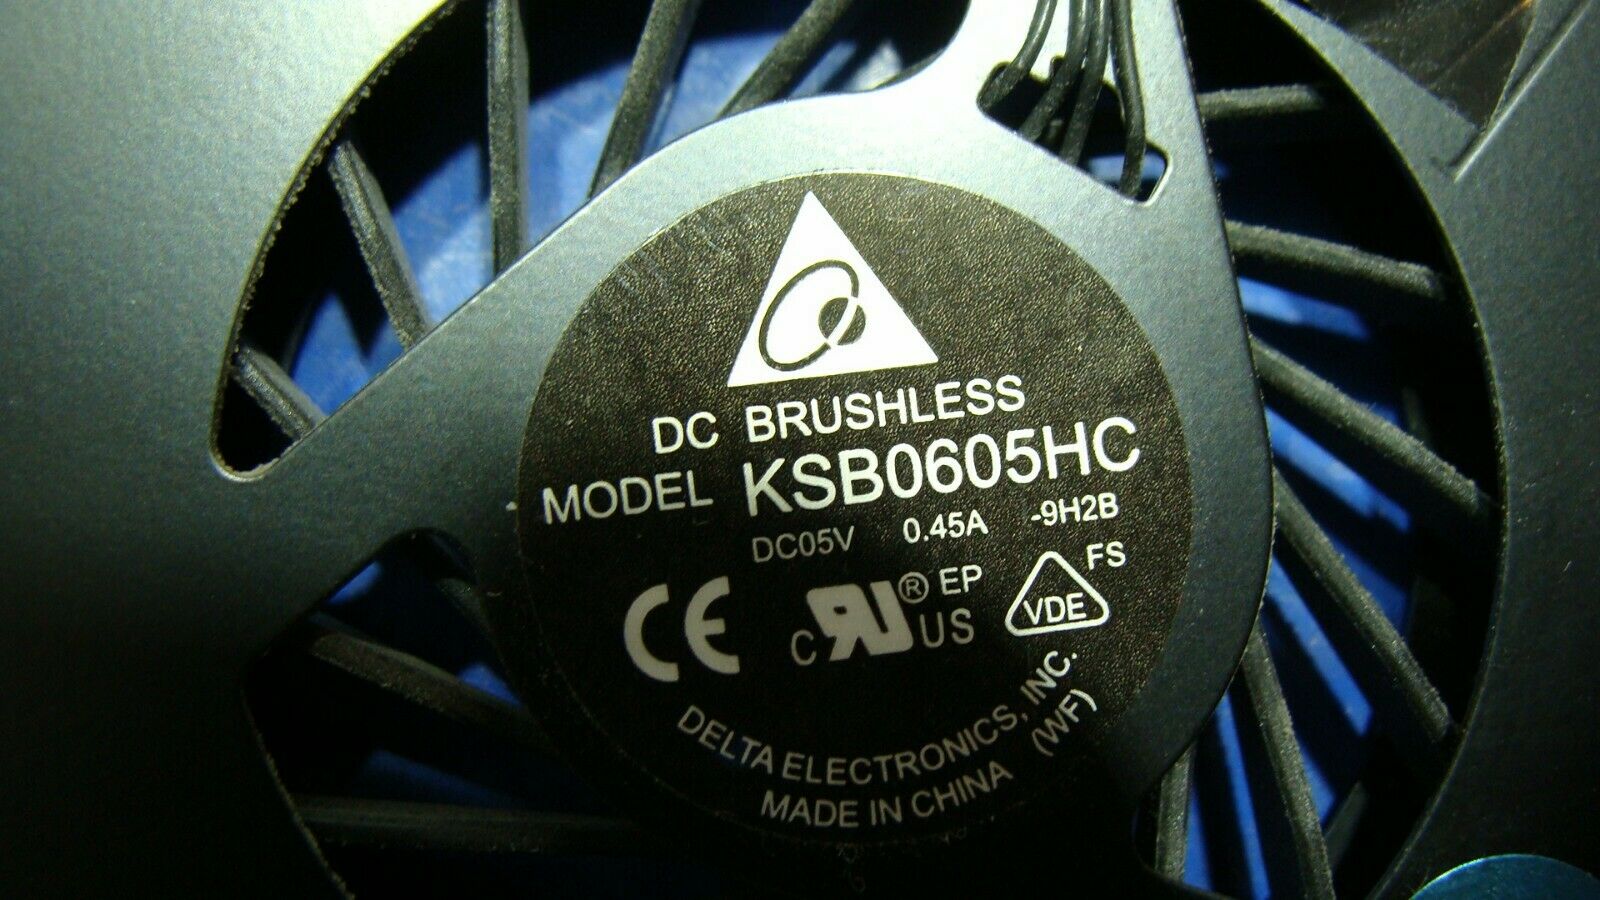 DC BRUSHLESS
MODEL KSB0605HC
DC05V 0.45A -9H2B
CE C RU® US EP VDE FS
DELTA ELECTRONICS, INC.
MADE IN CHINA (WF)